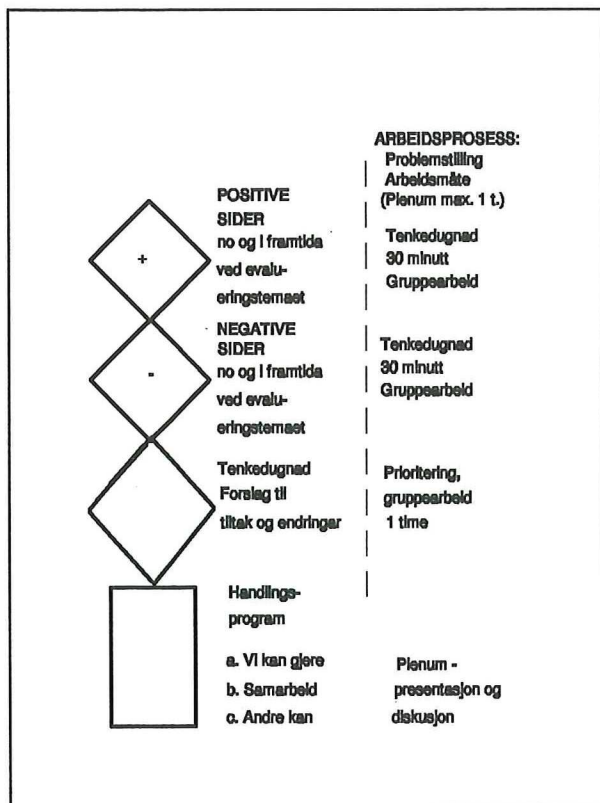 ARBEIDSPROSESS:
Problemstilling
Arbeidsmåte
(Plenum max. 1 t.)
POSITIVE
SIDER
no og i framtida
ved evalu-
eringstemaet
+
Tenkedugnad
30 minutt
Gruppearbeid
NEGATIVE
SIDER
no og i framtida
ved evalu-
eringstemaet
-
Tenkedugnad
30 minutt
Gruppearbeid
Tenkedugnad
Forslag til
tiltak og endringar
Prioritering,
gruppearbeid
1 time
Handlings-
program
a. Vi kan gjere
b. Samarbeid
c. Andre kan
Plenum -
presentasjon og
diskusjon